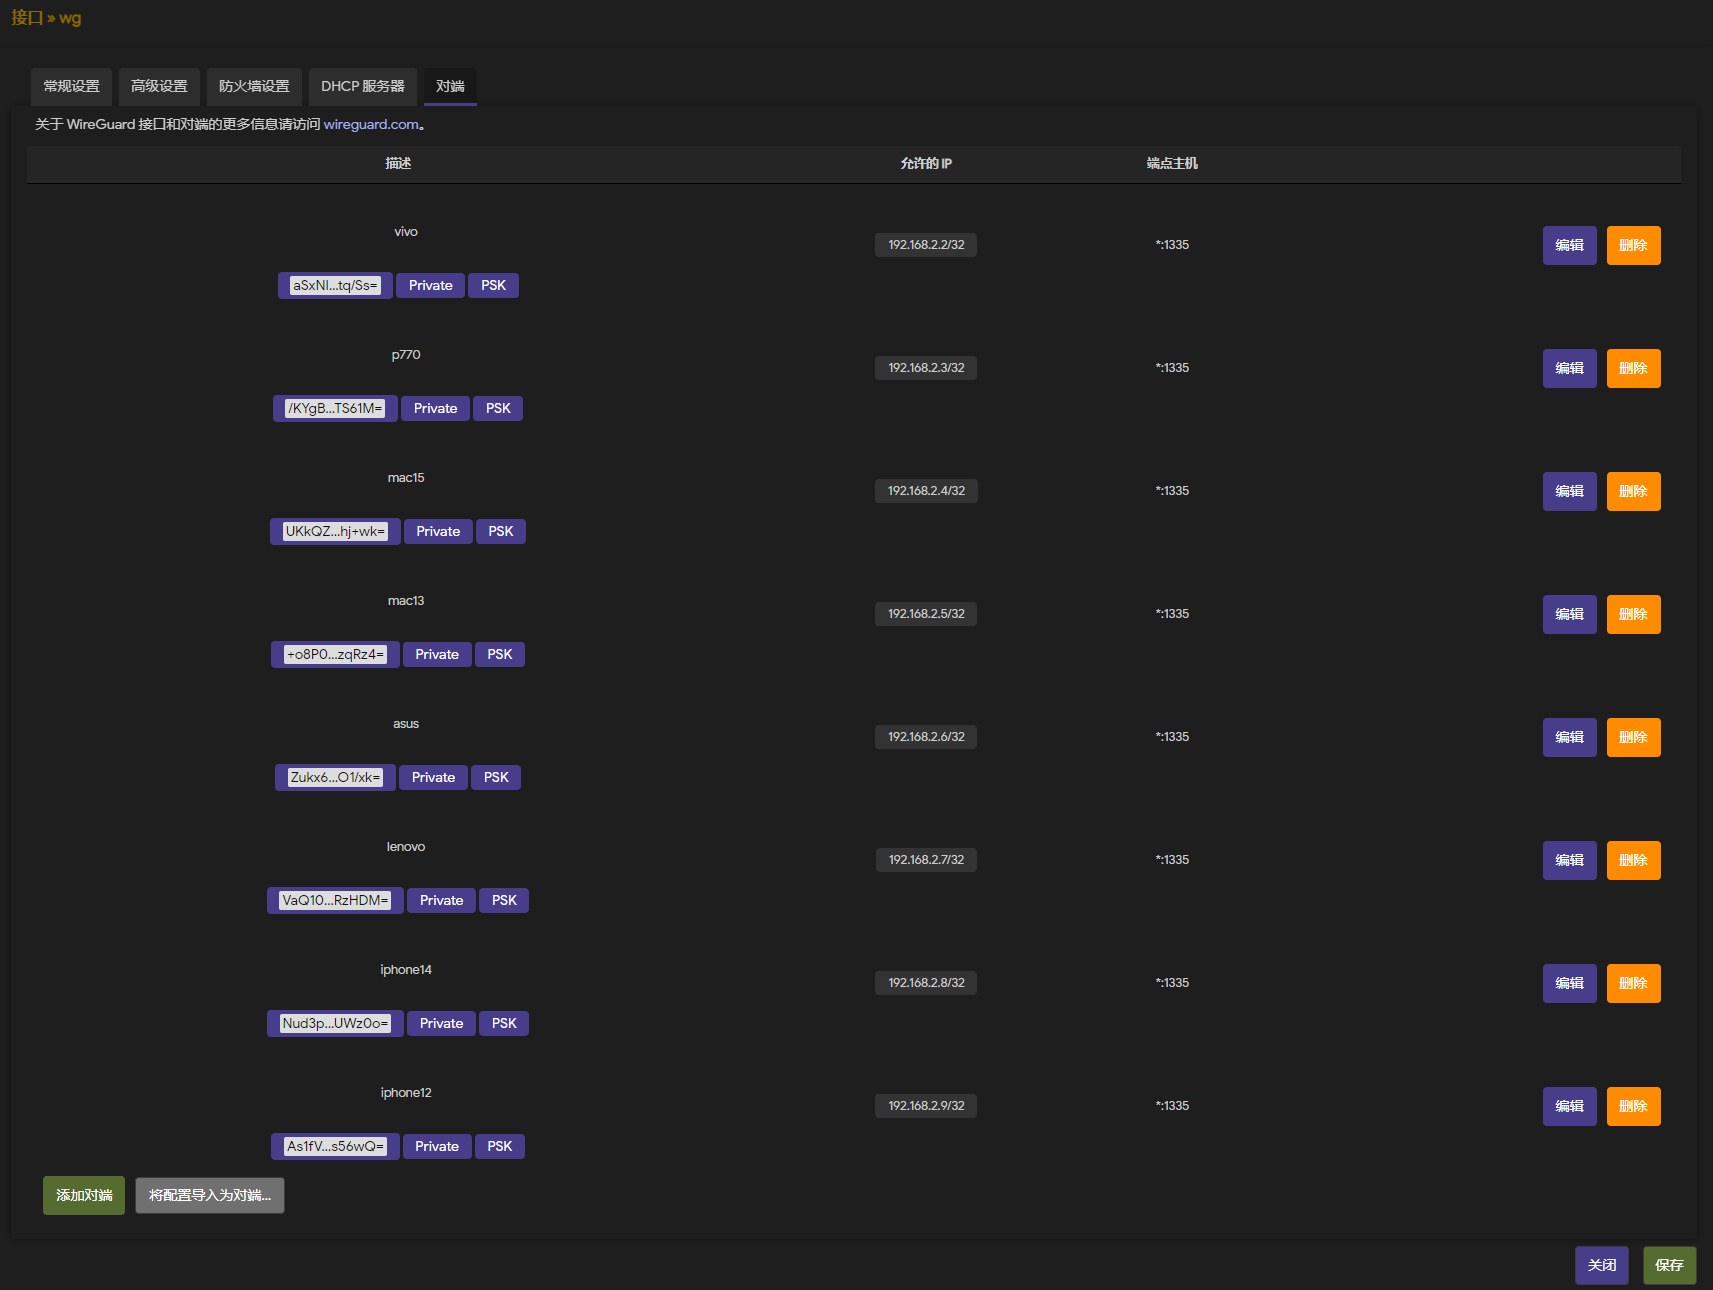 接口 » wg
常规设置 高级设置 防火墙设置 DHCP 服务器 对端
关于 WireGuard 接口和对端的更多信息请访问 wireguard.com。
描述 允许的 IP 端点主机
vivo
192.168.2.2/32 *:1335 编辑 删除
aSxNI...tq/Ss= Private PSK
p770
192.168.2.3/32 *:1335 编辑 删除
/KYgB...TS61M= Private PSK
mac15
192.168.2.4/32 *:1335 编辑 删除
UKkQZ...hj+wk= Private PSK
mac13
192.168.2.5/32 *:1335 编辑 删除
+o8P0...zqRz4= Private PSK
asus
192.168.2.6/32 *:1335 编辑 删除
Zukx6...O1/xk= Private PSK
lenovo
192.168.2.7/32 *:1335 编辑 删除
VaQ10...RzHDM= Private PSK
iphone14
192.168.2.8/32 *:1335 编辑 删除
Nud3p...UWz0o= Private PSK
iphone12
192.168.2.9/32 *:1335 编辑 删除
As1fV...s56wQ= Private PSK
添加对端 将配置导入为对端...
关闭 保存